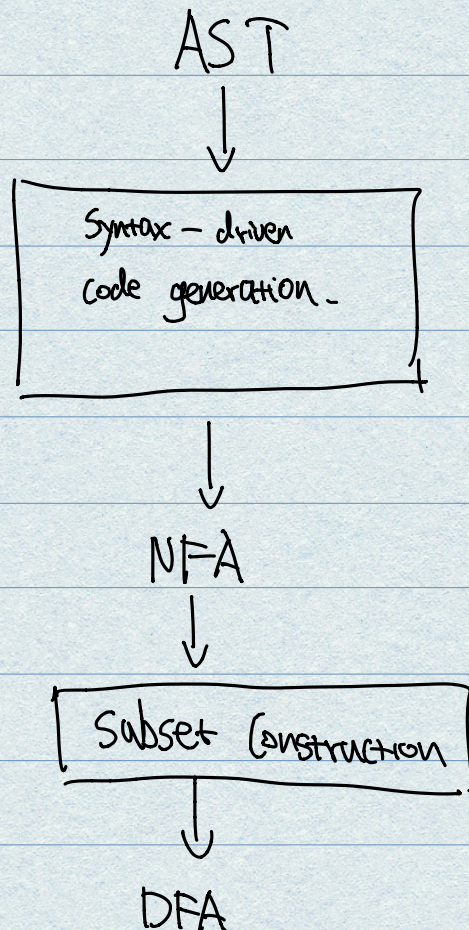 AST
Syntax - driven
code generation.
NFA
Subset Construction
DFA